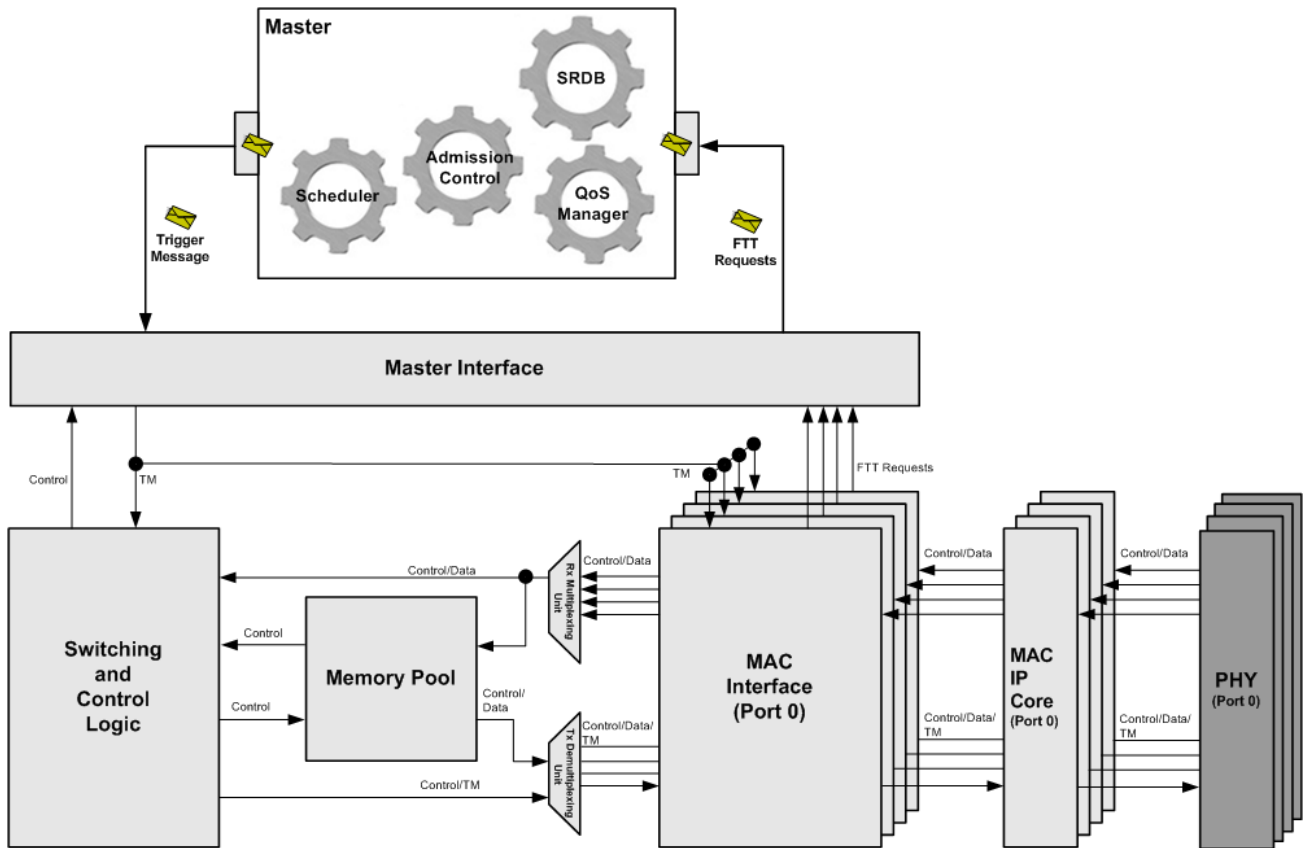 Master
SRDB
Admission
Control
Scheduler
QoS
Manager
Trigger
Message
FTT
Requests
Master Interface
Control
TM
TM
FTT Requests
Switching
and
Control
Logic
Control/Data
Control
Control
Control/TM
Memory Pool
Control/
Data
Rx Multiplexing
Unit
Tx Demultiplexing
Unit
Control/Data
Control/Data/
TM
MAC
Interface
(Port 0)
Control/Data
Control/Data/
TM
MAC
IP
Core
(Port 0)
Control/Data
Control/Data/
TM
PHY
(Port 0)